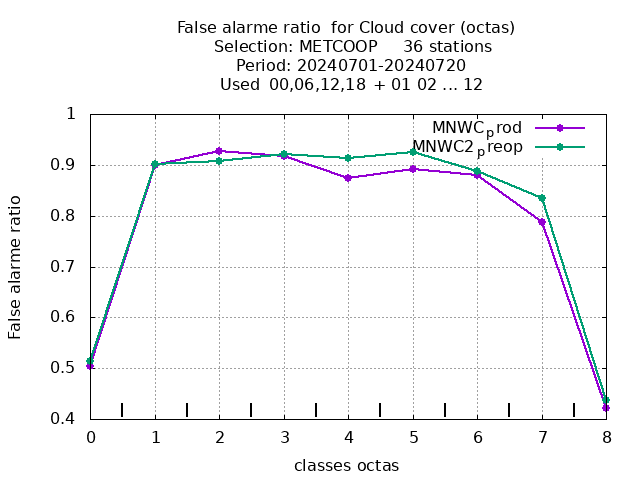 False alarme ratio  for Cloud cover (octas)
Selection: METCOOP     36 stations
Period: 20240701-20240720
Used  00,06,12,18  + 01 02 ... 12
MNWCprod
MNWC2preop
1
0.9
0.8
0.7
0.6
0.5
0.4
False alarme ratio
0 1 2 3 4 5 6 7 8
classes octas